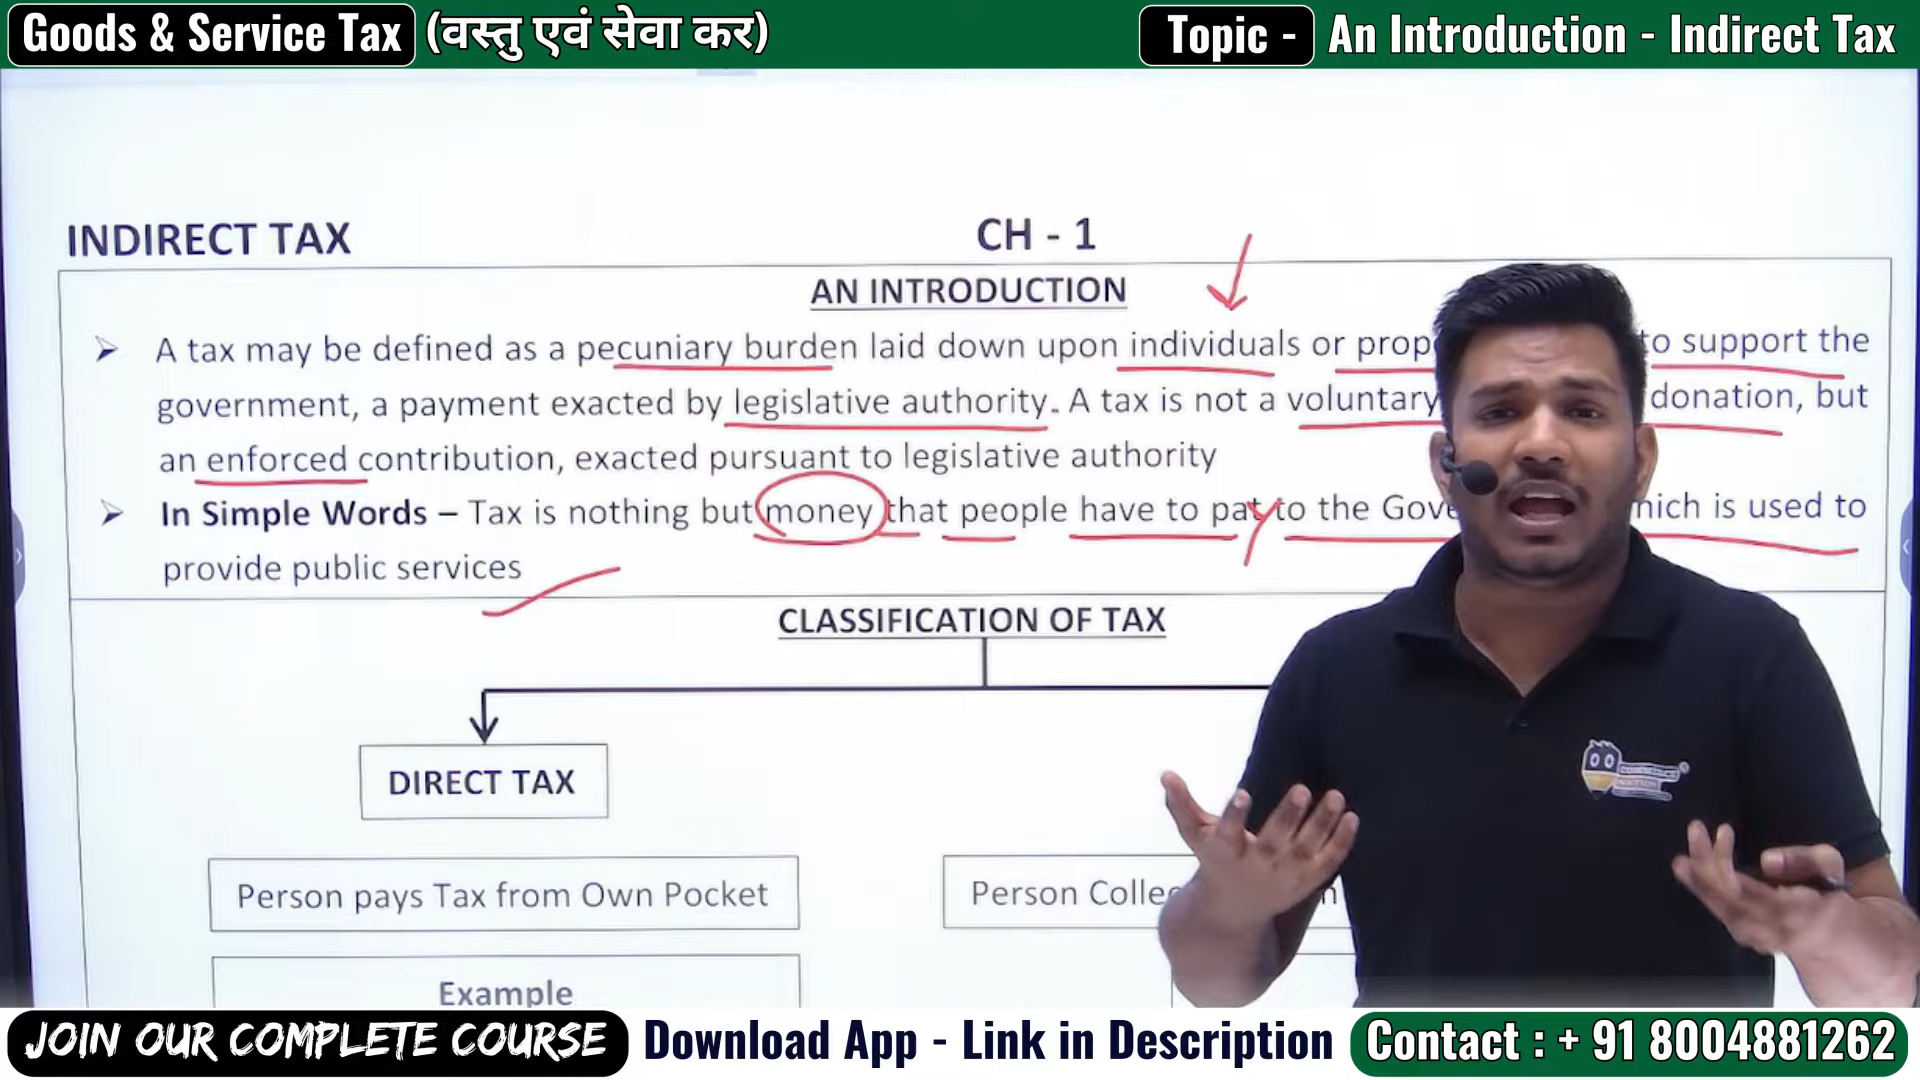 Goods & Service Tax (वस्तु एवं सेवा कर) Topic - An Introduction - Indirect Tax
INDIRECT TAX CH - 1
AN INTRODUCTION
➢ A tax may be defined as a pecuniary burden laid down upon individuals or to support the
government, a payment exacted by legislative authority. A tax is not a voluntary donation, but
an enforced contribution, exacted pursuant to legislative authority
➢ In Simple Words – Tax is nothing but money that people have to pay to the which is used to
provide public services
CLASSIFICATION OF TAX
DIRECT TAX
Person pays Tax from Own Pocket Person
Example
JOIN OUR COMPLETE COURSE Download App - Link in Description Contact : + 91 8004881262